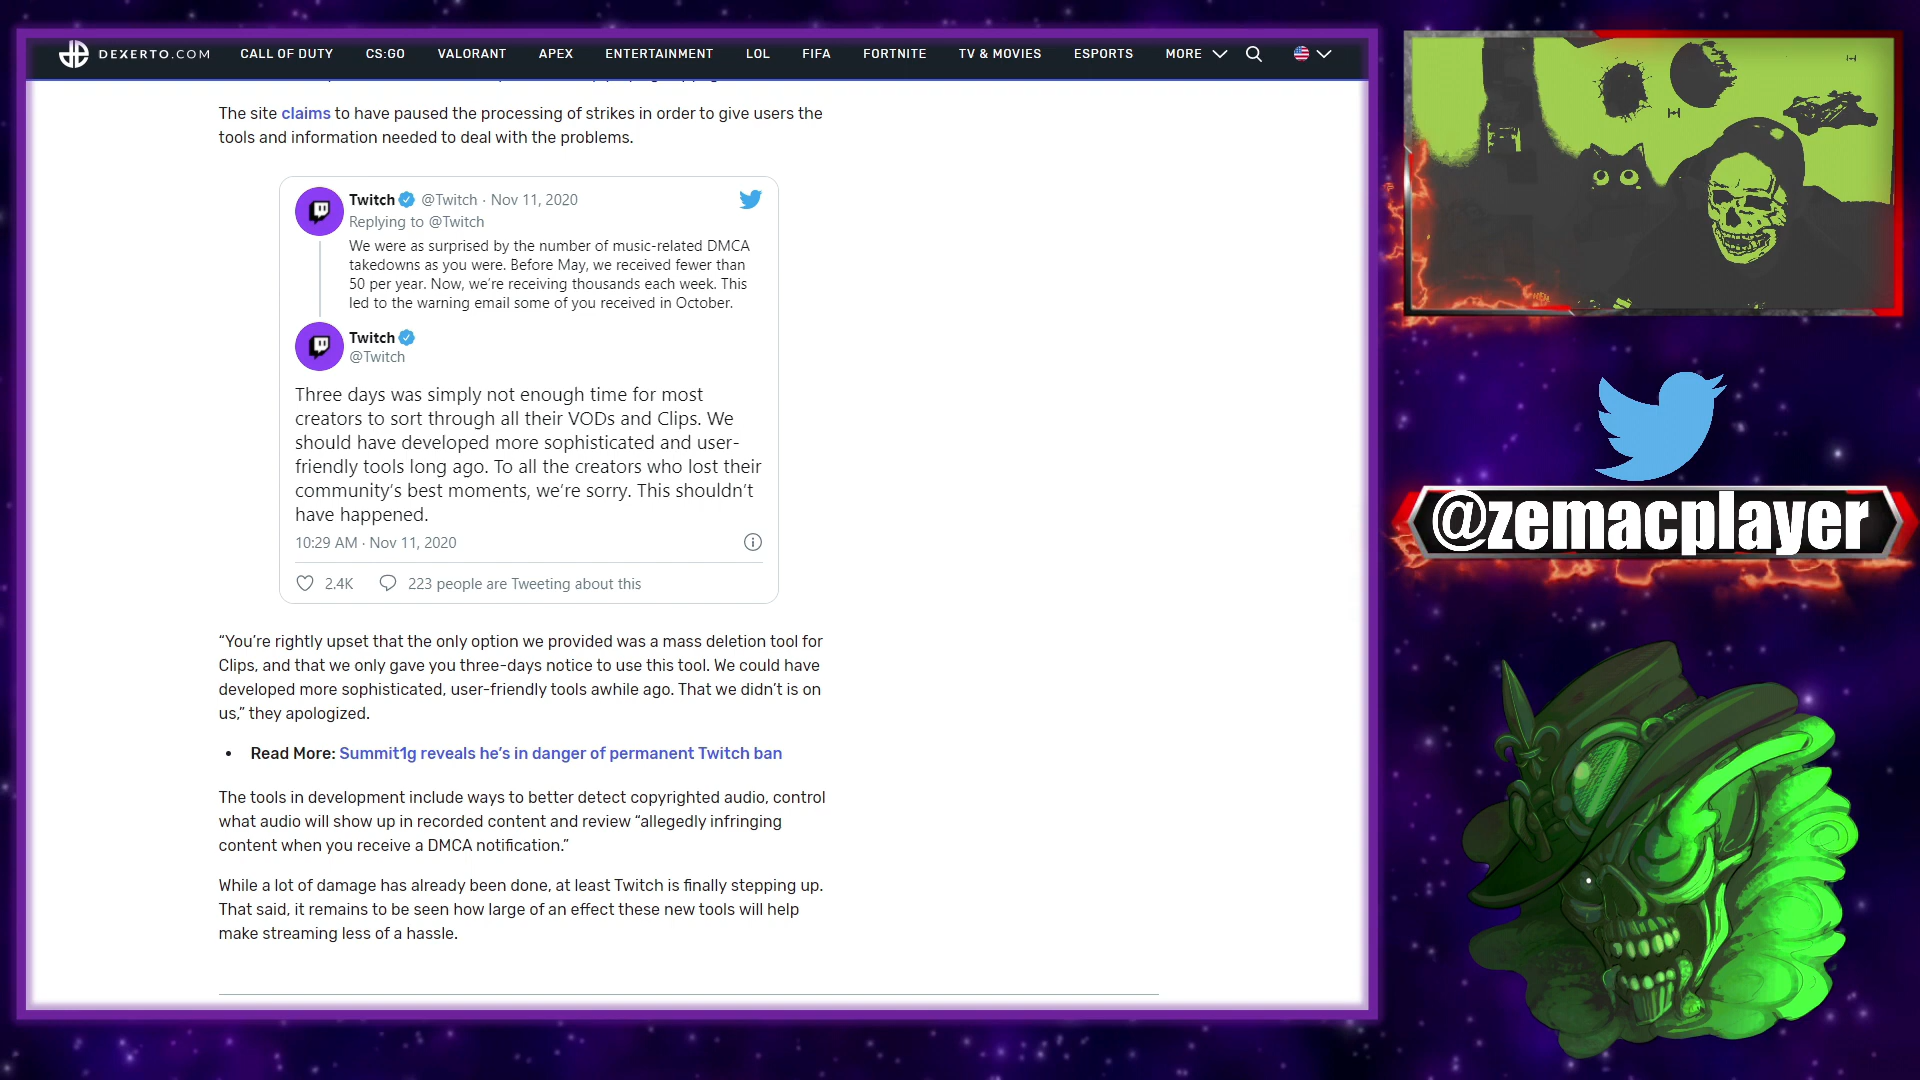 DEXERTO.COM CALL OF DUTY CS:GO VALORANT APEX ENTERTAINMENT LOL FIFA FORTNITE TV & MOVIES ESPORTS MORE
The site claims to have paused the processing of strikes in order to give users the
tools and information needed to deal with the problems.
Twitch @Twitch · Nov 11, 2020
Replying to @Twitch
We were as surprised by the number of music-related DMCA
takedowns as you were. Before May, we received fewer than
50 per year. Now, we're receiving thousands each week. This
led to the warning email some of you received in October.
Twitch
@Twitch
Three days was simply not enough time for most
creators to sort through all their VODs and Clips. We
should have developed more sophisticated and user-
friendly tools long ago. To all the creators who lost their
community's best moments, we're sorry. This shouldn't
have happened.
10:29 AM · Nov 11, 2020
2.4K 223 people are Tweeting about this
“You’re rightly upset that the only option we provided was a mass deletion tool for
Clips, and that we only gave you three-days notice to use this tool. We could have
developed more sophisticated, user-friendly tools awhile ago. That we didn’t is on
us,” they apologized.
• Read More: Summit1g reveals he’s in danger of permanent Twitch ban
The tools in development include ways to better detect copyrighted audio, control
what audio will show up in recorded content and review “allegedly infringing
content when you receive a DMCA notification.”
While a lot of damage has already been done, at least Twitch is finally stepping up.
That said, it remains to be seen how large of an effect these new tools will help
make streaming less of a hassle.
@zemacplayer